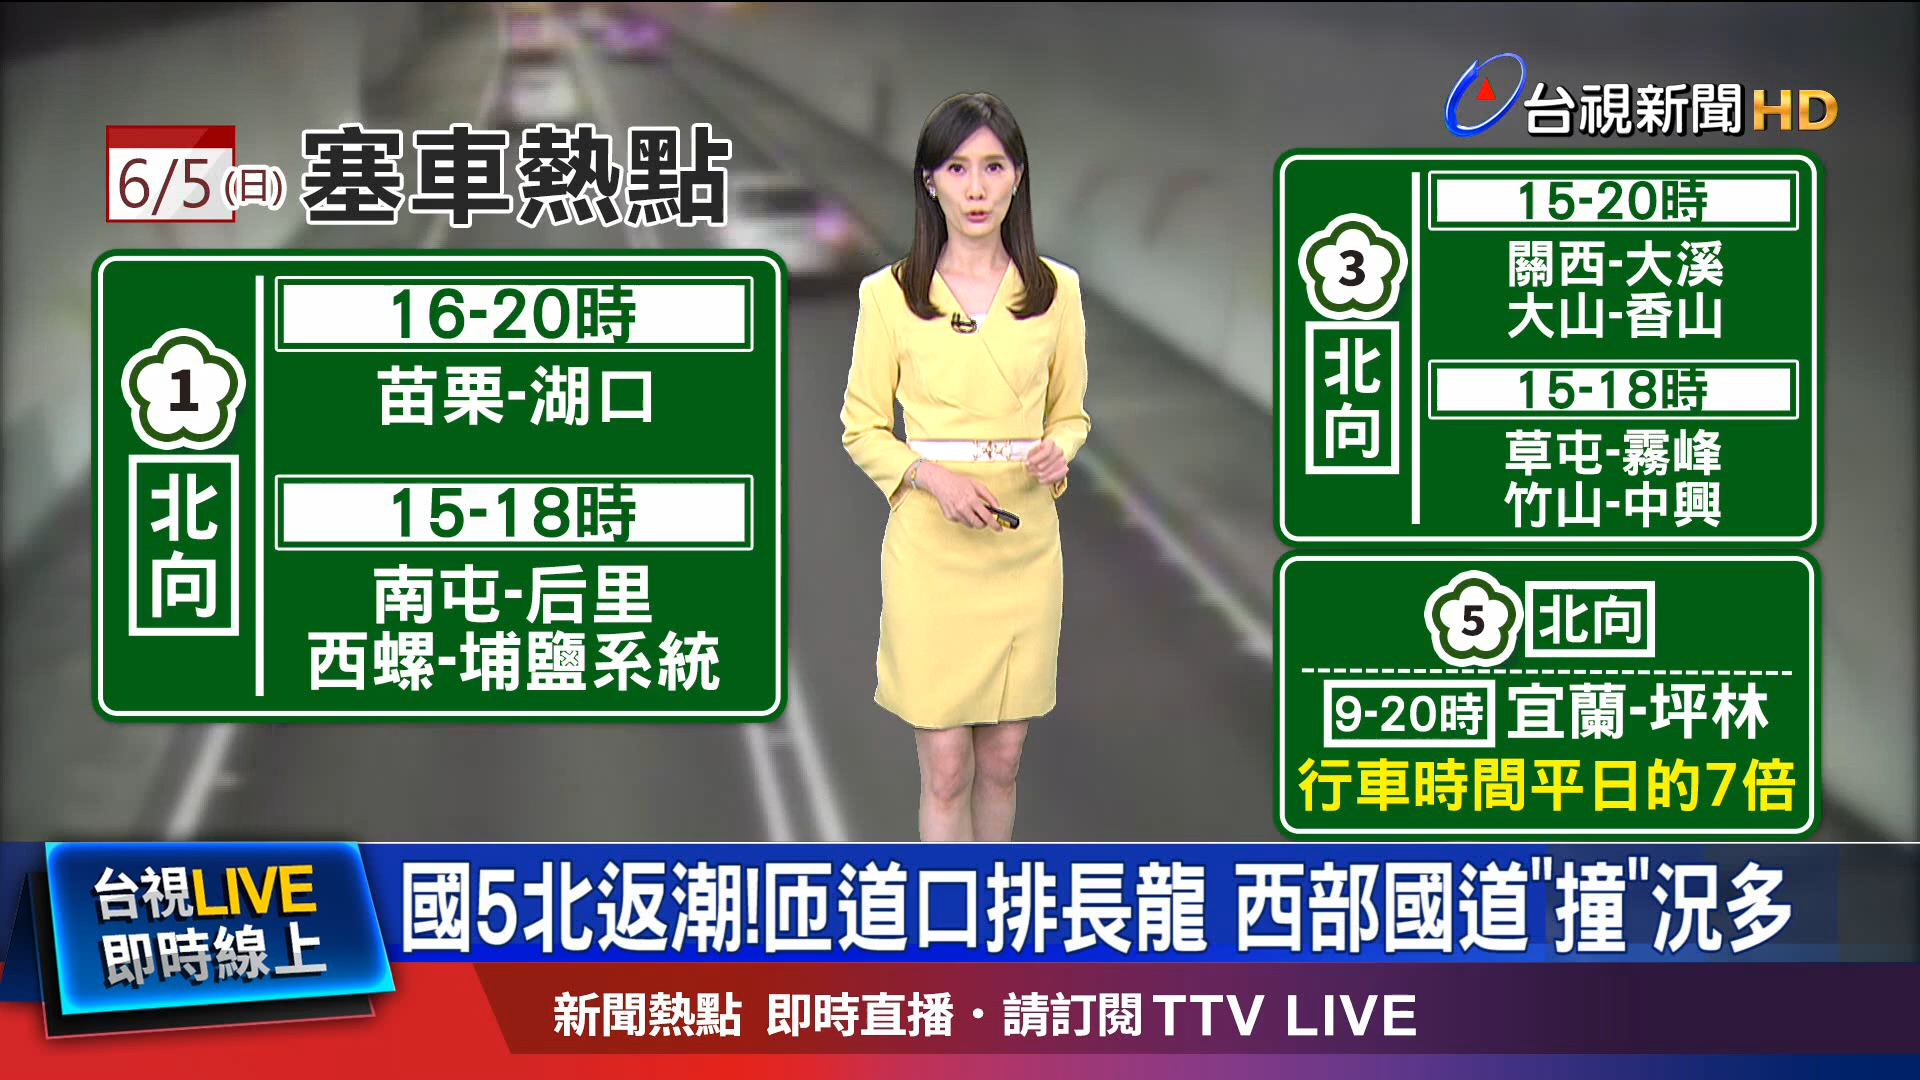 6/5(日) 塞車熱點
1
北向
16-20時
苗栗-湖口
15-18時
南屯-后里
西螺-埔鹽系統
台視新聞HD
3
北向
15-20時
關西-大溪
大山-香山
15-18時
草屯-霧峰
竹山-中興
5 北向
9-20時 宜蘭-坪林
行車時間平日的7倍
台視LIVE
即時線上
國5北返潮!匝道口排長龍 西部國道"撞"況多
新聞熱點 即時直播・請訂閱TTV LIVE